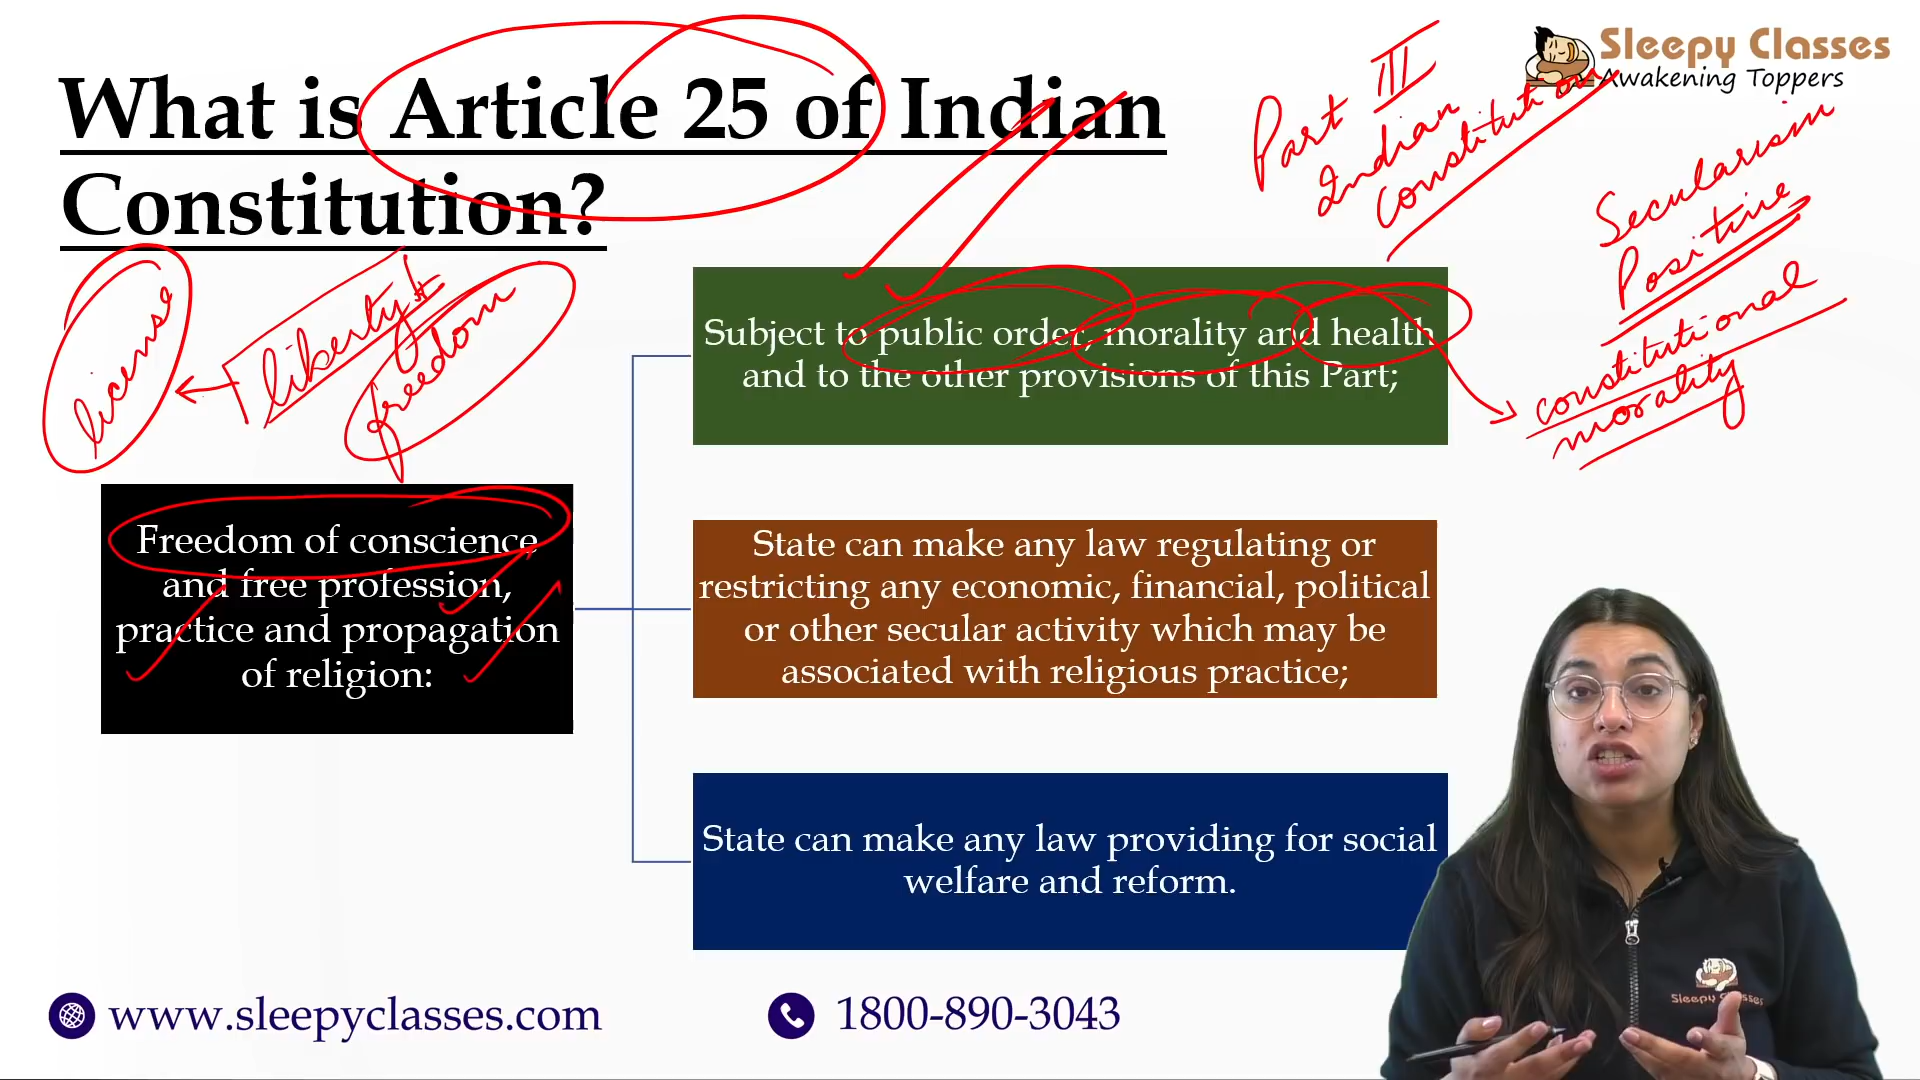 What is Article 25 of Indian
Constitution?
Sleepy Classes
Awakening Toppers
Part III
Indian
Constitution
Secularism
Positive
constitutional
morality
license
liberty
freedom
Subject to public order, morality and health
and to the other provisions of this Part;
Freedom of conscience
and free profession,
practice and propagation
of religion:
State can make any law regulating or
restricting any economic, financial, political
or other secular activity which may be
associated with religious practice;
State can make any law providing for social
welfare and reform.
Sleepy Classes
www.sleepyclasses.com
1800-890-3043